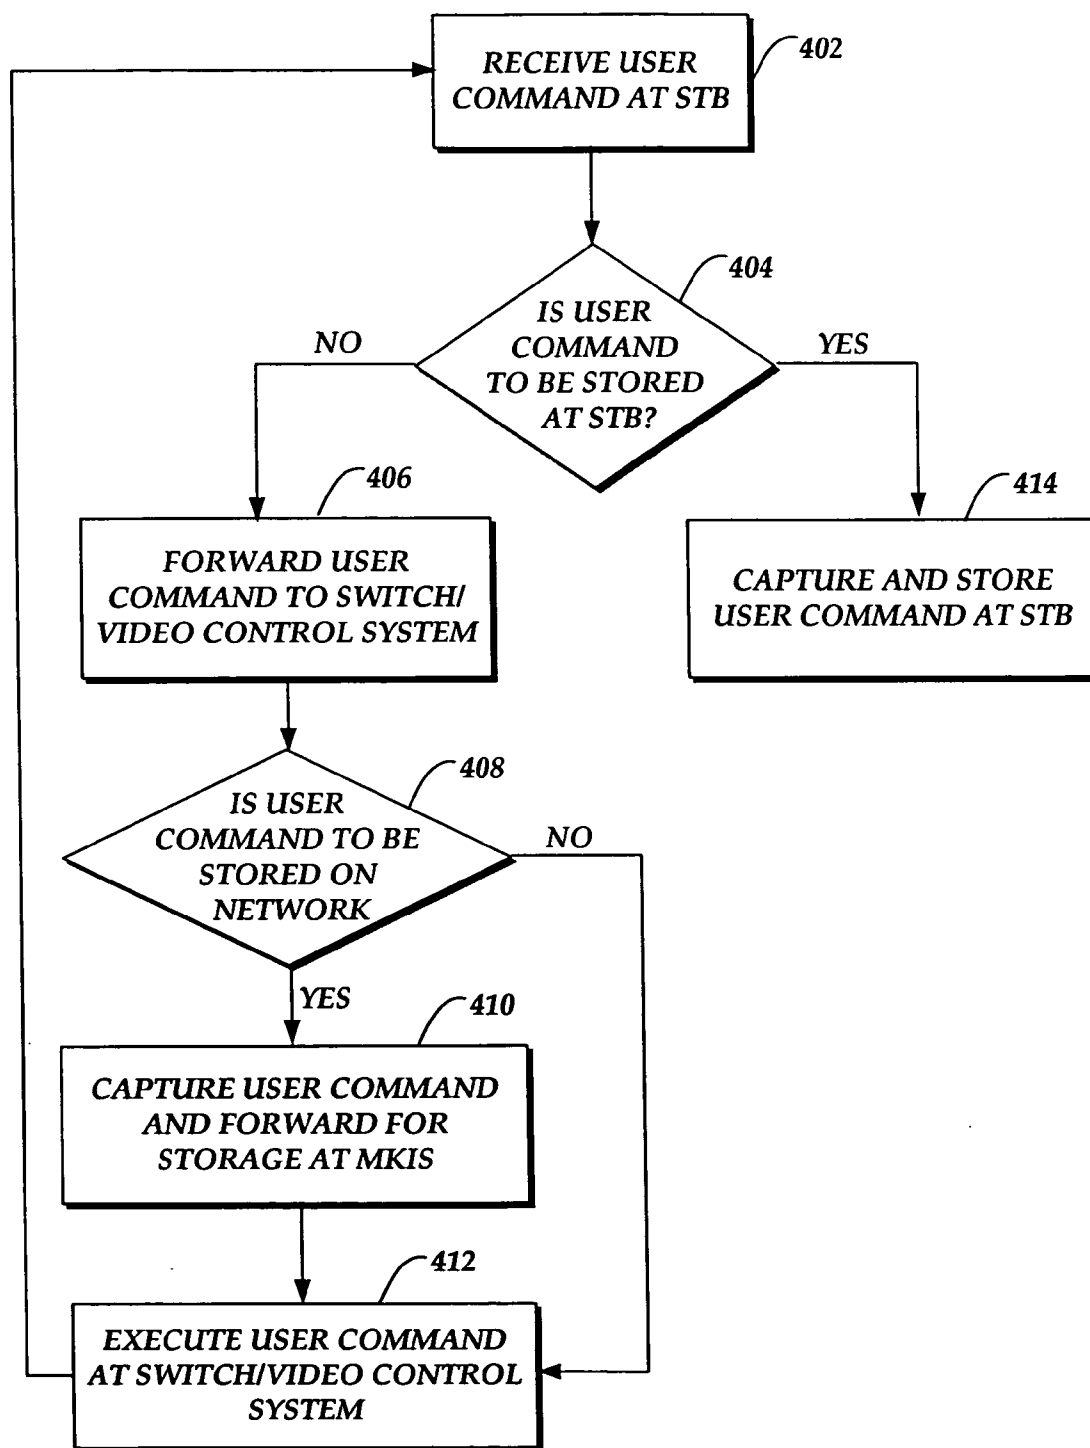 RECEIVE USER
COMMAND AT STB
402
404
IS USER
COMMAND
TO BE STORED
AT STB?
NO
YES
406
414
FORWARD USER
COMMAND TO SWITCH/
VIDEO CONTROL SYSTEM
CAPTURE AND STORE
USER COMMAND AT STB
408
IS USER
COMMAND TO BE
STORED ON
NETWORK
NO
YES
410
CAPTURE USER COMMAND
AND FORWARD FOR
STORAGE AT MKIS
412
EXECUTE USER COMMAND
AT SWITCH/VIDEO CONTROL
SYSTEM